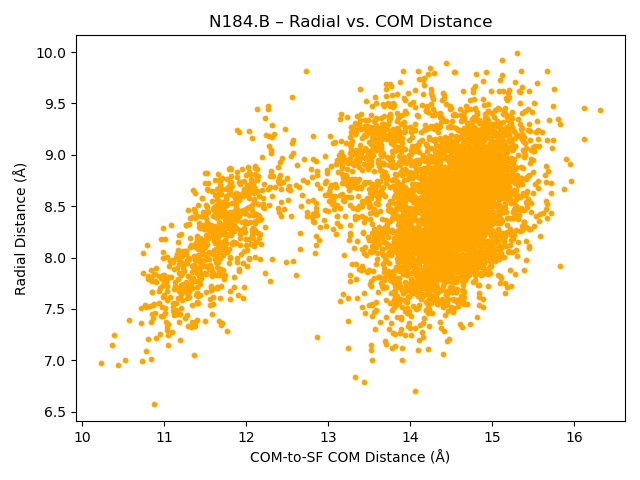 N184.B – Radial vs. COM Distance
10.0
9.5
9.0
8.5
8.0
7.5
7.0
6.5
Radial Distance (Å)
10 11 12 13 14 15 16
COM-to-SF COM Distance (Å)